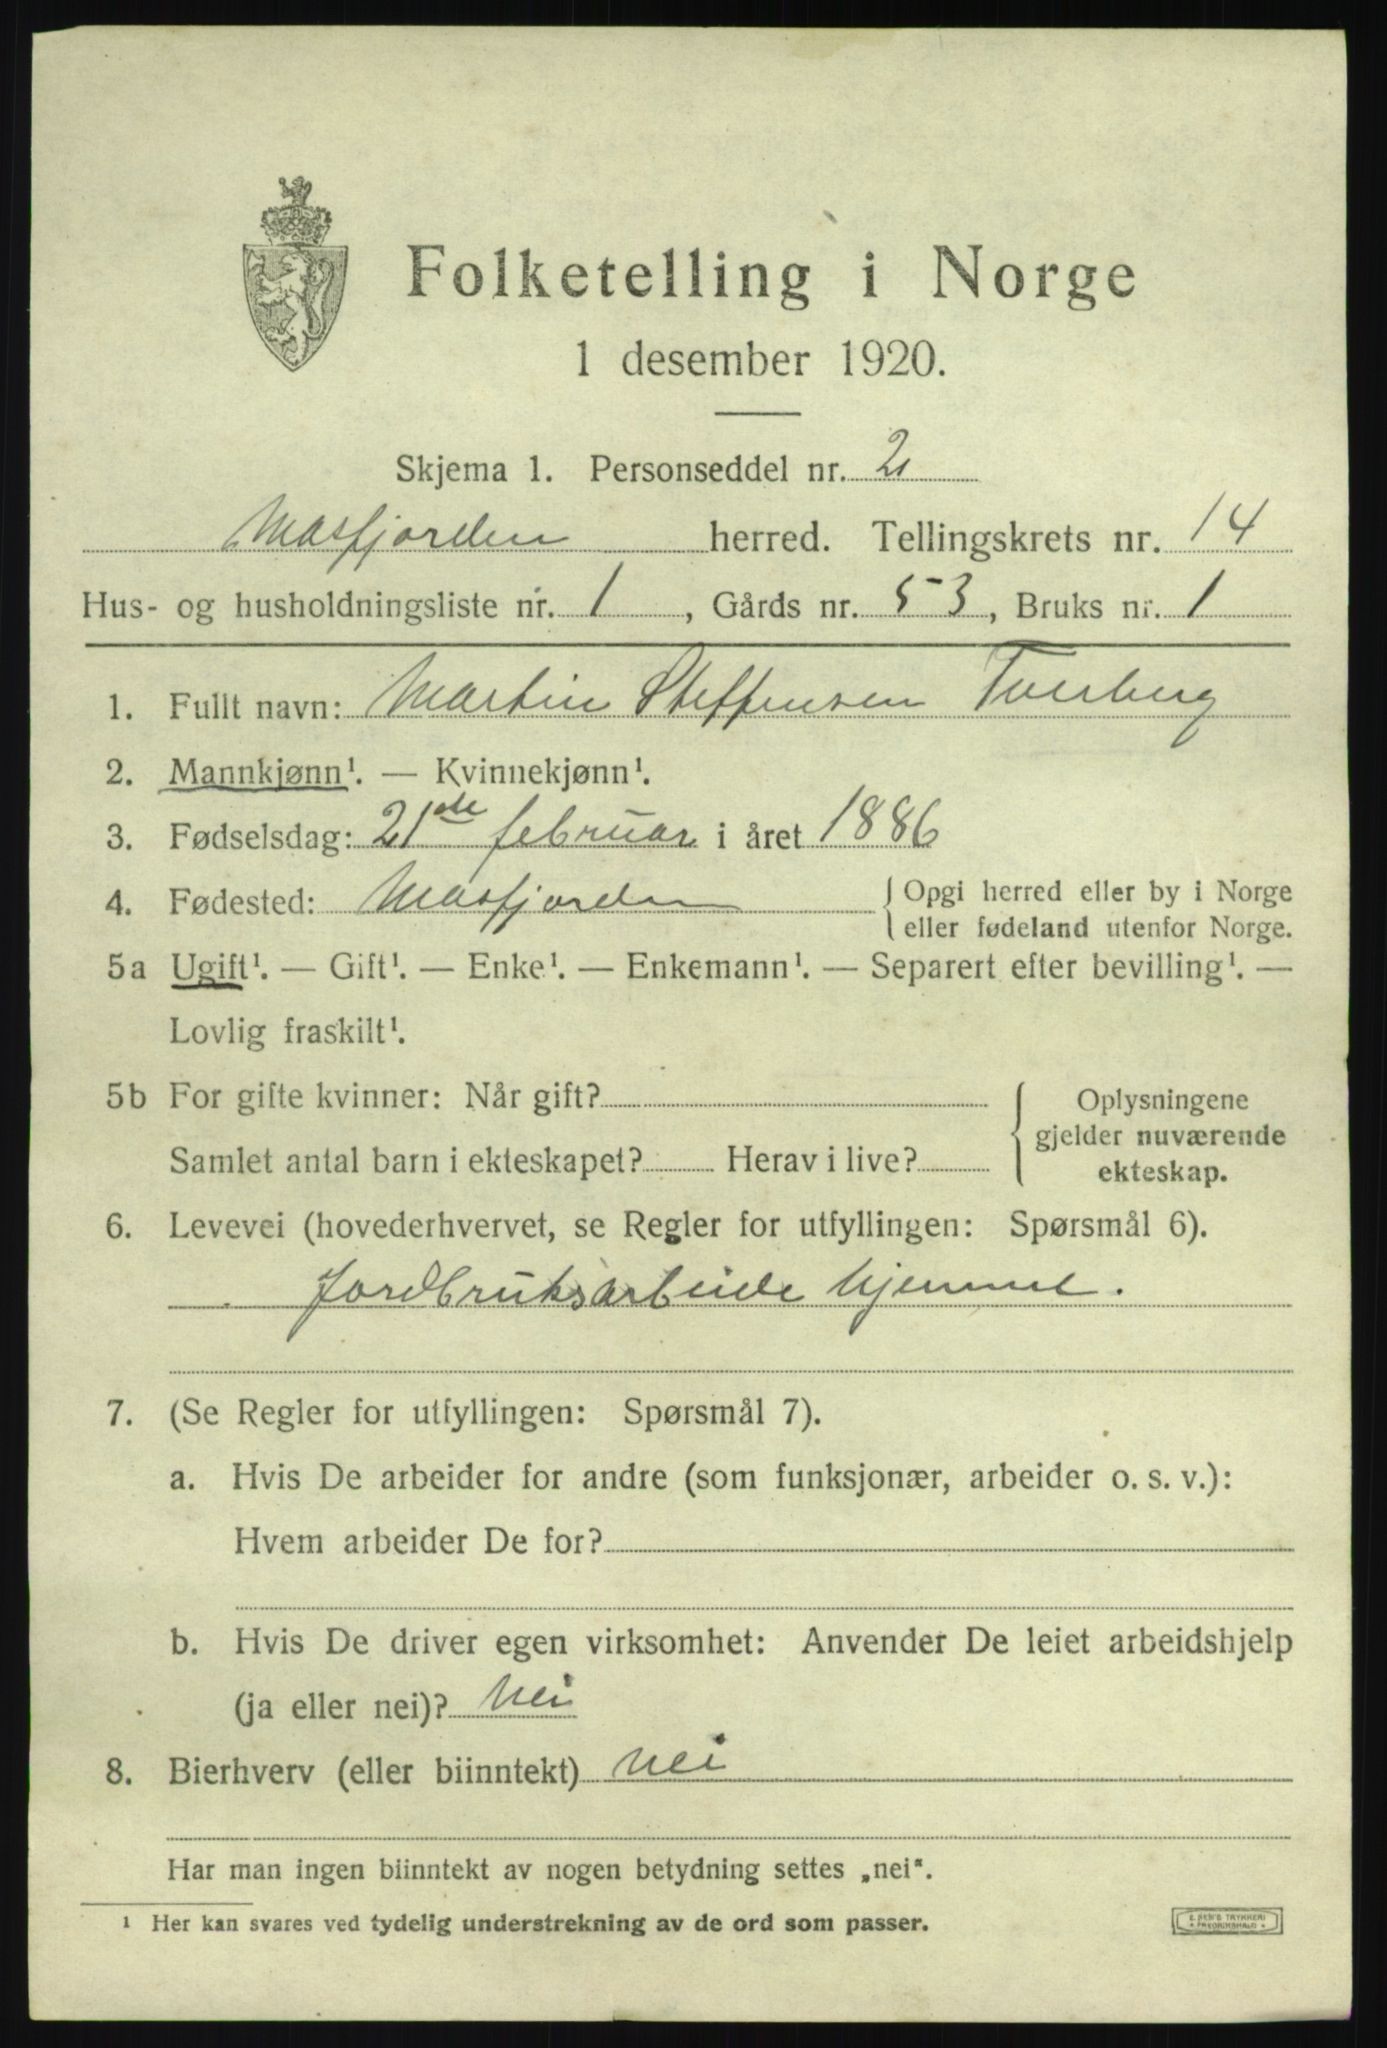 Folketelling i Norge
1 desember 1920.
Skjema 1. Personseddel nr. 2
Masfjorden herred. Tellingskrets nr. 14
Hus- og husholdningsliste nr. 1, Gårds nr. 53, Bruks nr. 1
1. Fullt navn: Martin Steffensen Tverberg
2. Mannkjønn¹. — Kvinnekjønn¹.
3. Fødselsdag: 21de februar i året 1886
4. Fødested: Masfjorden { Opgi herred eller by i Norge
eller fødeland utenfor Norge.
5a Ugift¹. — Gift¹. — Enke¹. — Enkemann¹. — Separert efter bevilling¹. —
Lovlig fraskilt¹.
5b For gifte kvinner: Når gift? { Oplysningene
gjelder nuværende
Samlet antal barn i ekteskapet? Herav i live? ekteskap.
6. Levevei (hovederhvervet, se Regler for utfyllingen: Spørsmål 6).
Jordbruksarbeide hjemme.
7. (Se Regler for utfyllingen: Spørsmål 7).
a. Hvis De arbeider for andre (som funksjonær, arbeider o. s. v.):
Hvem arbeider De for?
b. Hvis De driver egen virksomhet: Anvender De leiet arbeidshjelp
(ja eller nei)? Nei
8. Bierhverv (eller biinntekt) nei
Har man ingen biinntekt av nogen betydning settes „nei“.
¹ Her kan svares ved tydelig understrekning av de ord som passer.
E. SEM'S TRYKKERI
* FREDRIKSHALD *